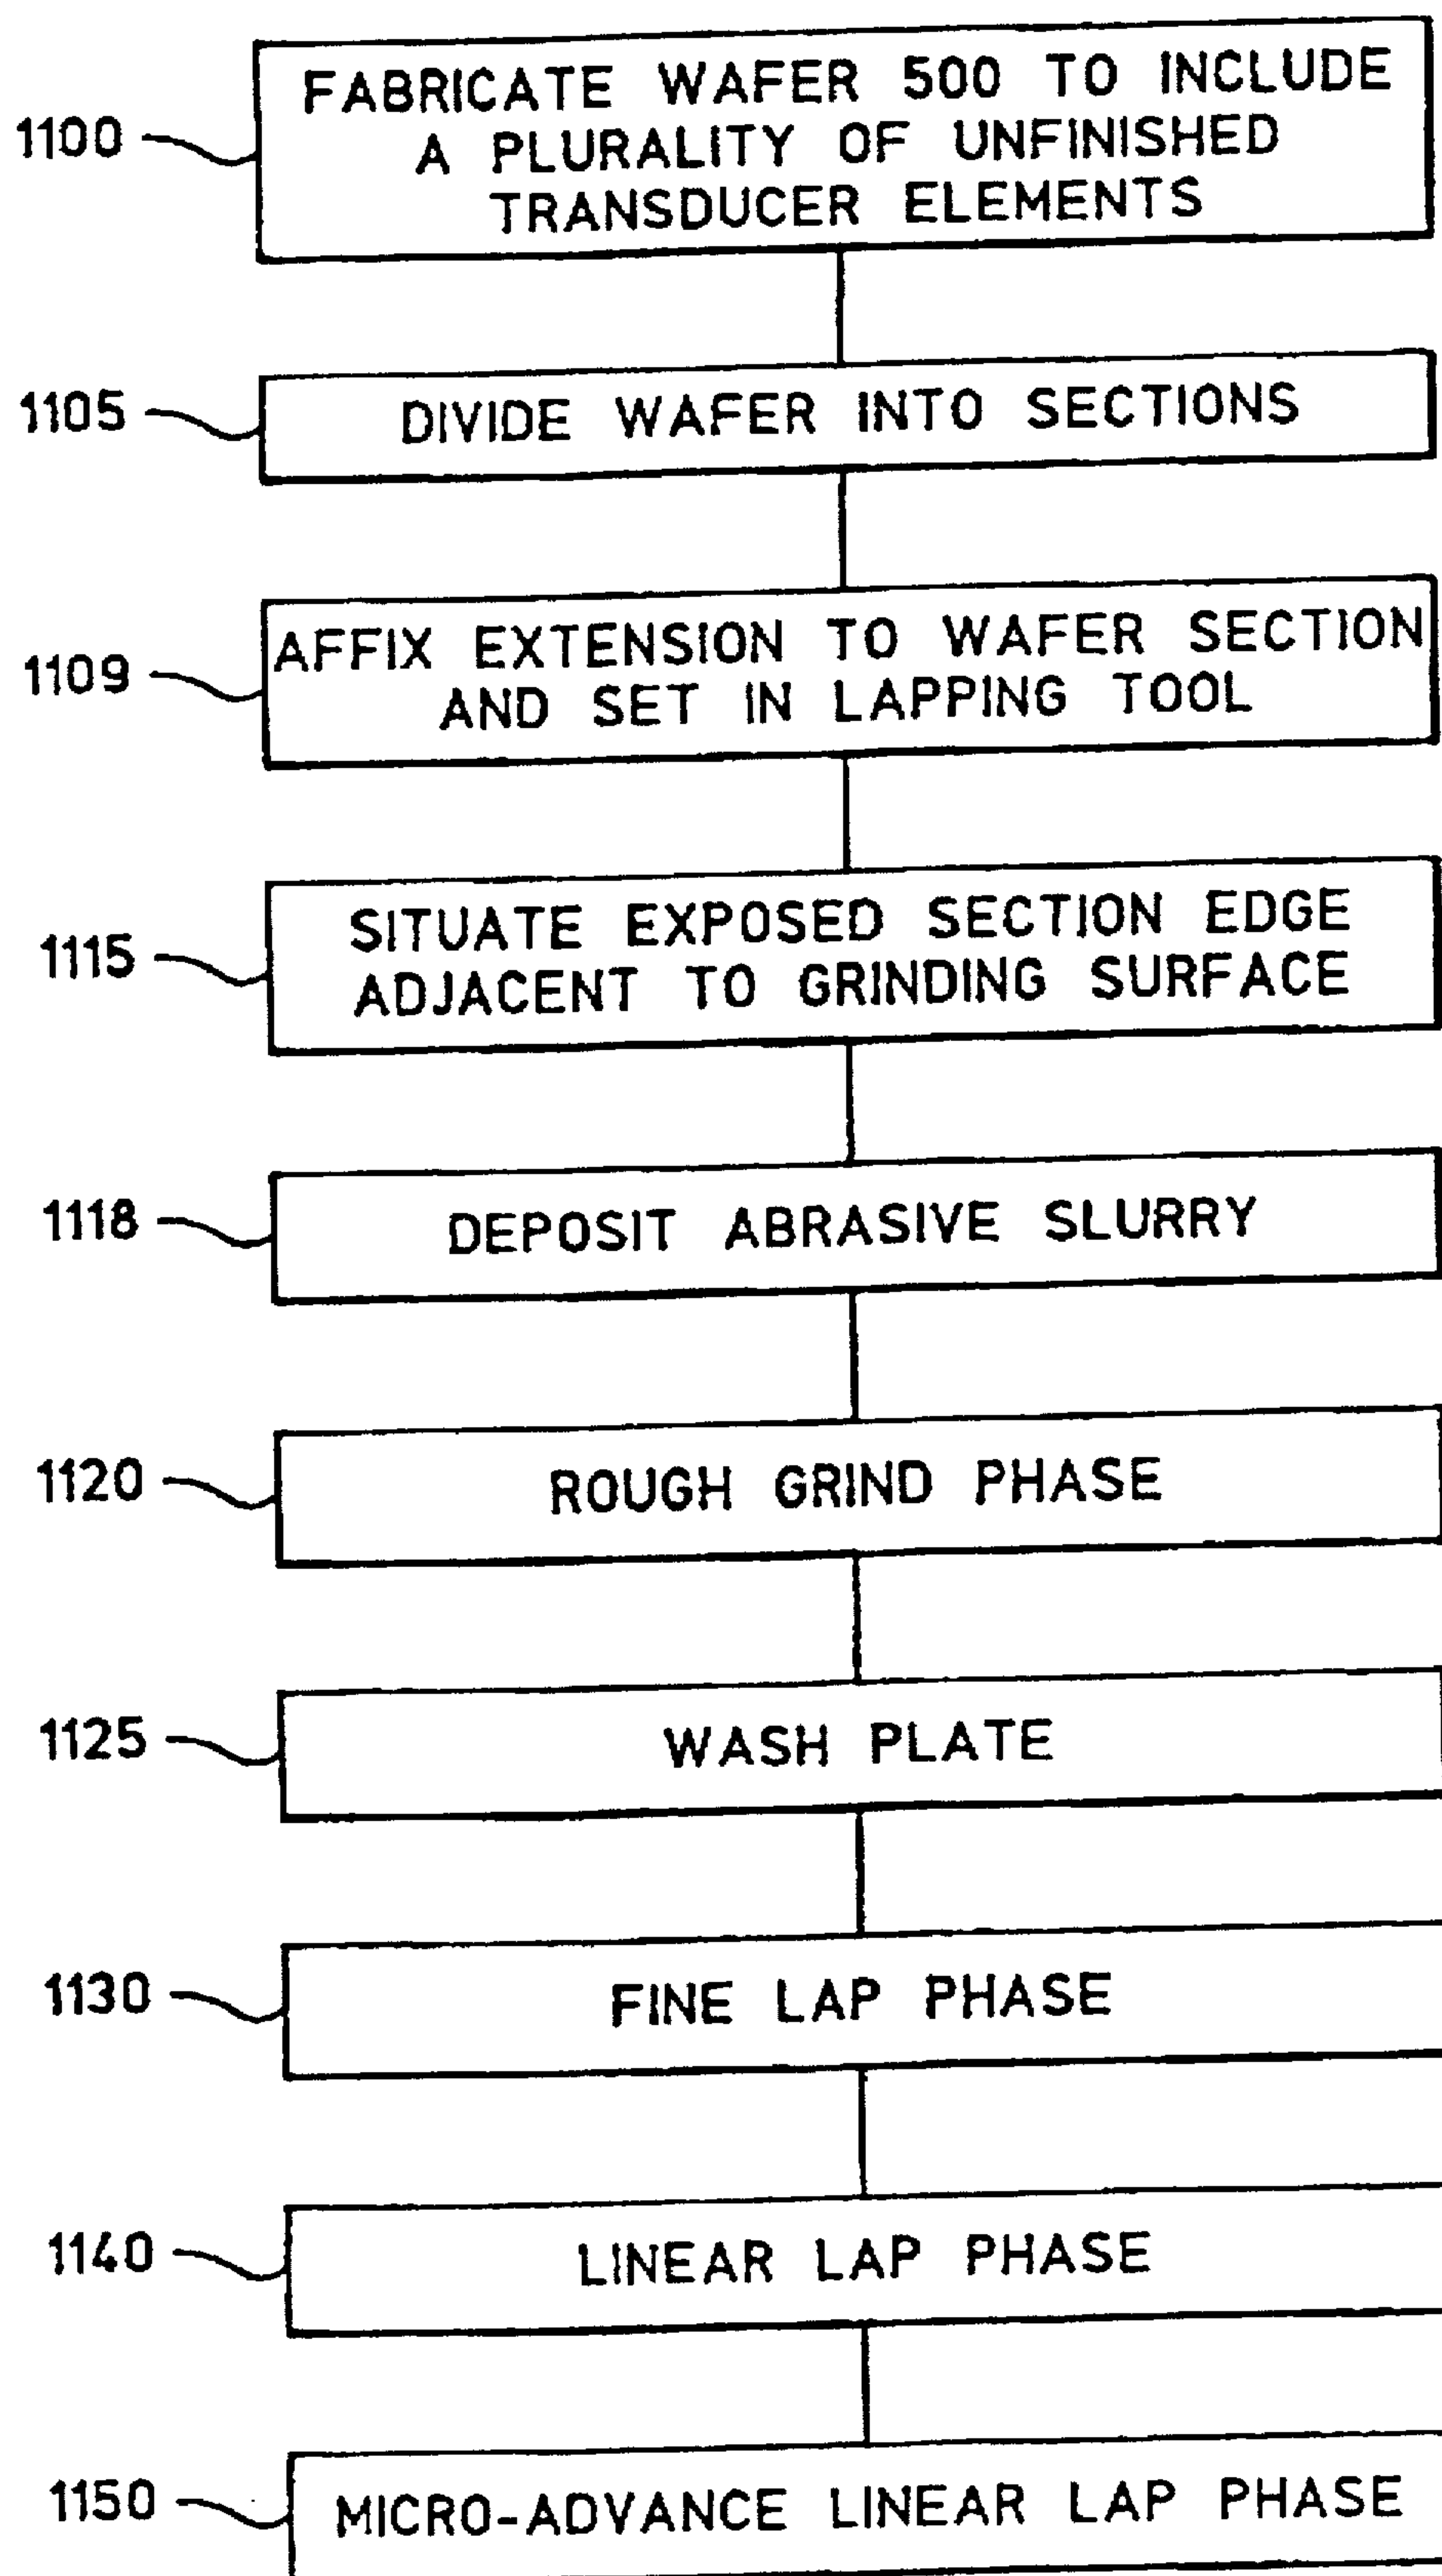 1100
FABRICATE WAFER 500 TO INCLUDE
A PLURALITY OF UNFINISHED
TRANSDUCER ELEMENTS
1105
DIVIDE WAFER INTO SECTIONS
1109
AFFIX EXTENSION TO WAFER SECTION
AND SET IN LAPPING TOOL
1115
SITUATE EXPOSED SECTION EDGE
ADJACENT TO GRINDING SURFACE
1118
DEPOSIT ABRASIVE SLURRY
1120
ROUGH GRIND PHASE
1125
WASH PLATE
1130
FINE LAP PHASE
1140
LINEAR LAP PHASE
1150
MICRO-ADVANCE LINEAR LAP PHASE